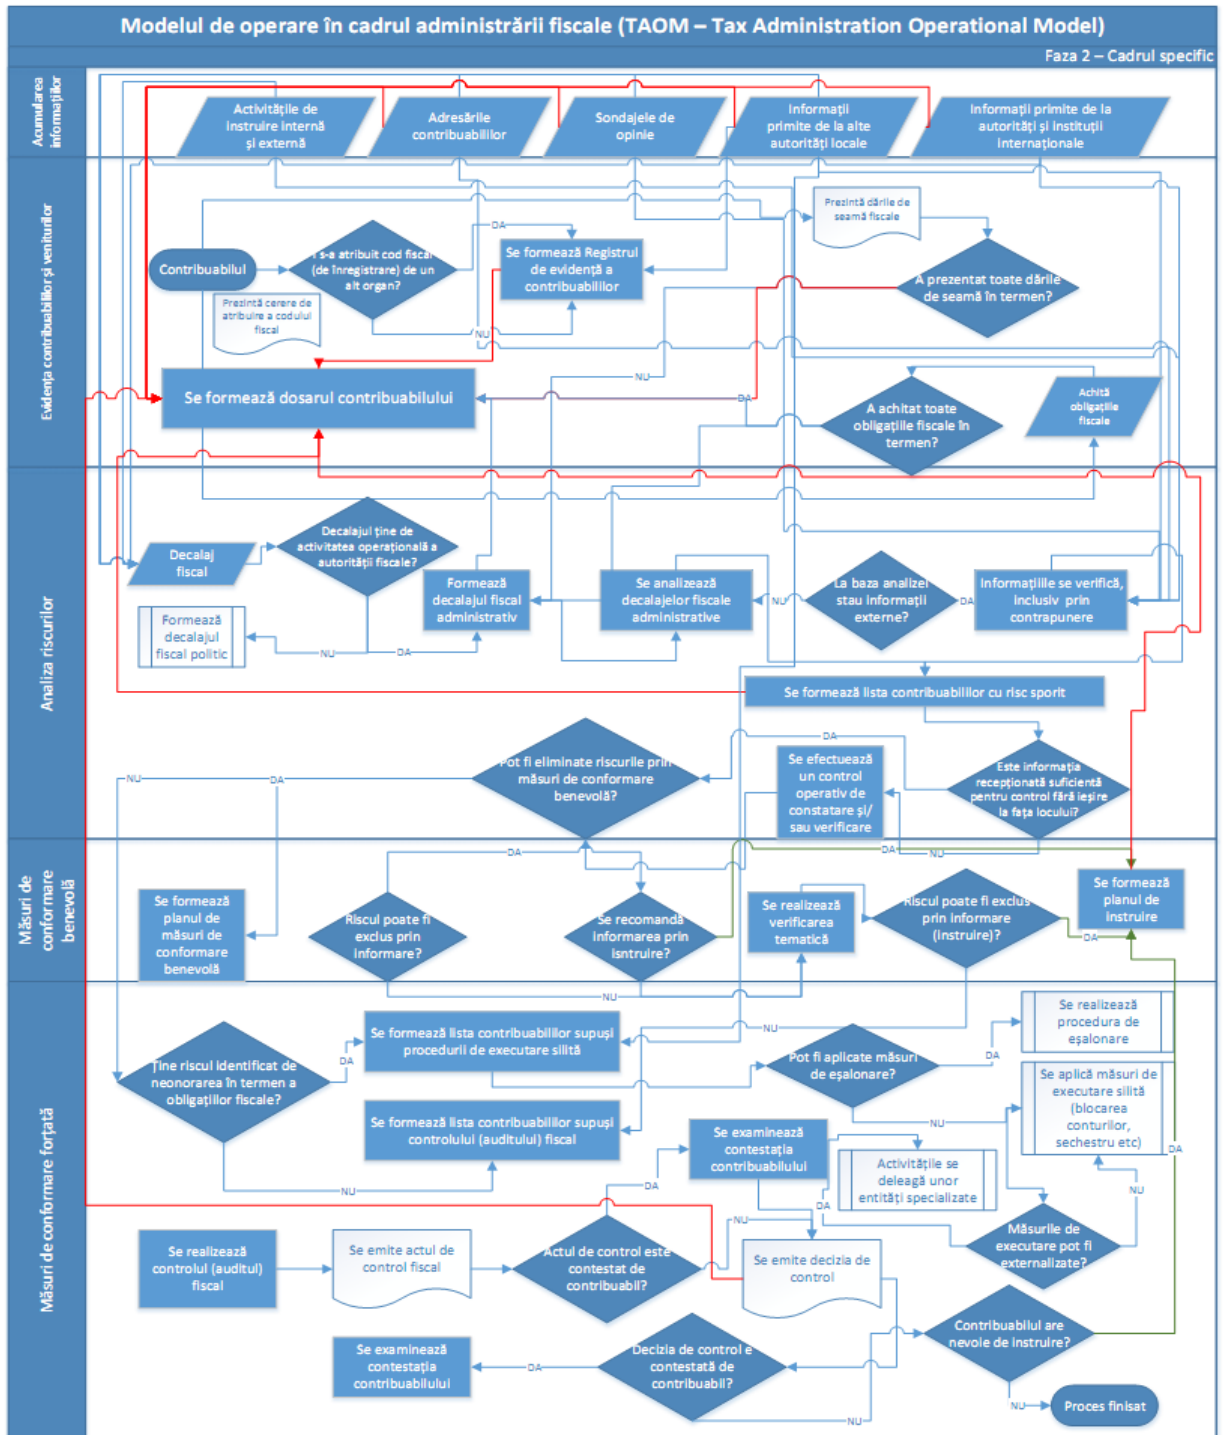 Modelul de operare în cadrul administrării fiscale (TAOM – Tax Administration Operational Model)
Faza 2 – Cadrul specific
Acumularea
informațiilor
Activitățile de
instruire internă
și externă
Adresările
contribuabililor
Sondajele de
opinie
Informații
primite de la alte
autorități locale
Informații primite de la
autorități și instituții
internaționale
Evidența contribuabililor și veniturilor
Contribuabilul
I s-a atribuit cod fiscal
(de înregistrare) de un
alt organ?
DA
NU
Prezintă cerere de
atribuire a codului
fiscal
Se formează Registrul
de evidență a
contribuabililor
Prezintă dările de
seamă fiscale
A prezentat toate dările
de seamă în termen?
NU
DA
Se formează dosarul contribuabilului
A achitat toate
obligațiile fiscale în
termen?
Achită
obligațiile
fiscale
Analiza riscurilor
Decalaj
fiscal
Decalajul ține de
activitatea operațională a
autorității fiscale?
NU
DA
Formează
decalajul
fiscal politic
Formează
decalajul fiscal
administrativ
Se analizează
decalajelor fiscale
administrative
NU
La baza analizei
stau informații
externe?
DA
Informațiile se verifică,
inclusiv prin
contrapunere
Se formează lista contribuabililor cu risc sporit
Pot fi eliminate riscurile prin
măsuri de conformare
benevolă?
NU
DA
DA
Se efectuează
un control
operativ de
constatare și/
sau verificare
Este informația
recepționată suficientă
pentru control fără ieșire
la fața locului?
NU
Măsuri de
conformare
benevolă
Se formează
planul de
măsuri de
conformare
benevolă
Riscul poate fi
exclus prin
informare?
DA
NU
Se recomandă
informarea prin
isntruire?
DA
Se realizează
verificarea
tematică
Riscul poate fi exclus
prin informare
(instruire)?
DA
NU
Se formează
planul de
instruire
Măsuri de conformare forțată
Ține riscul identificat de
neonorarea în termen a
obligațiilor fiscale?
DA
NU
Se formează lista contribuabililor supuși
procedurii de executare silită
Se formează lista contribuabililor supuși
controlului (auditului) fiscal
Pot fi aplicate măsuri
de eșalonare?
DA
NU
Se realizează
procedura de
eșalonare
Se aplică măsuri de
executare silită
(blocarea
conturilor,
sechestru etc)
DA
Se examinează
contestația
contribuabilului
Activitățile se
deleagă unor
entități specializate
DA
NU
Măsurile de
executare pot fi
externalizate?
Se realizează
controlul (auditul)
fiscal
Se emite actul de
control fiscal
Actul de control este
contestat de
contribuabil?
DA
NU
Se emite decizia de
control
Se examinează
contestația
contribuabilului
DA
Decizia de control e
contestată de
contribuabil?
NU
Contribuabilul are
nevoie de instruire?
NU
Proces finisat